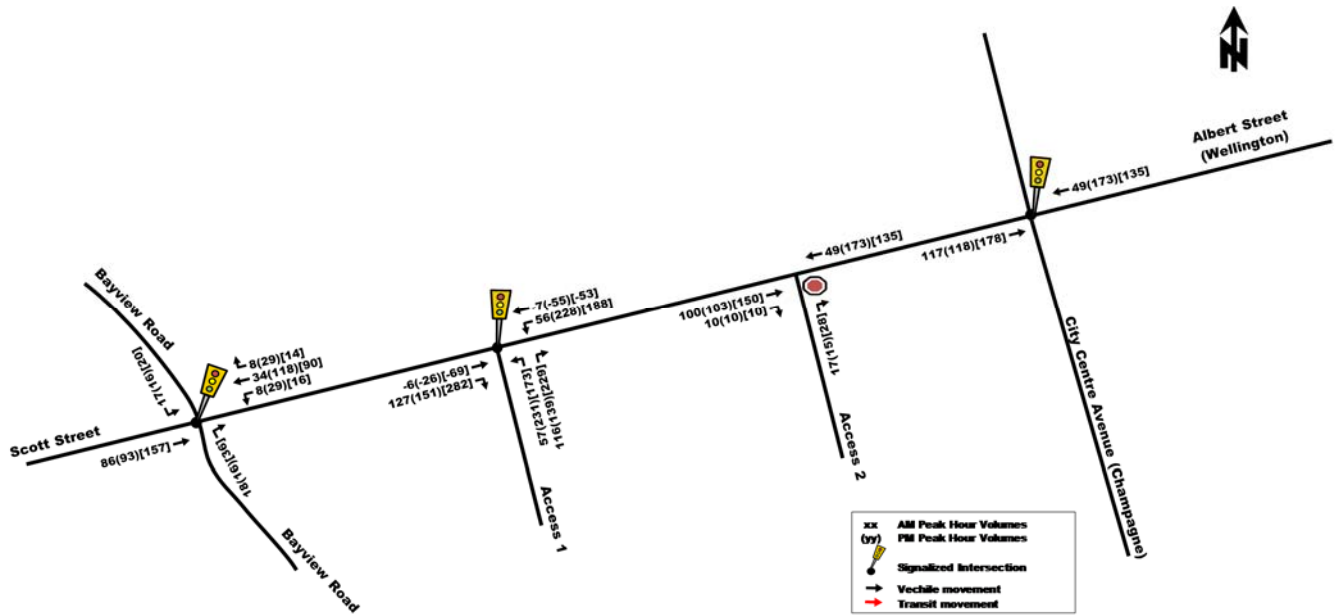 N
Albert Street
(Wellington)
49(173)[135]
49(173)[135]
117(118)[178]
Bayview Road
-7(-55)[-53]
56(228)[188]
100(103)[150]
10(10)[10]
17(15)[28]
City Centre Avenue (Champagne)
17(16)[20]
8(29)[14]
34(118)[90]
8(29)[16]
-6(-26)[-69]
127(151)[282]
57(231)[173]
116(139)[229]
Scott Street
86(93)[157]
18(16)[36]
Access 2
Access 1
Bayview Road
xx AM Peak Hour Volumes
(yy) PM Peak Hour Volumes
Signalized Intersection
Vechile movement
Transit movement